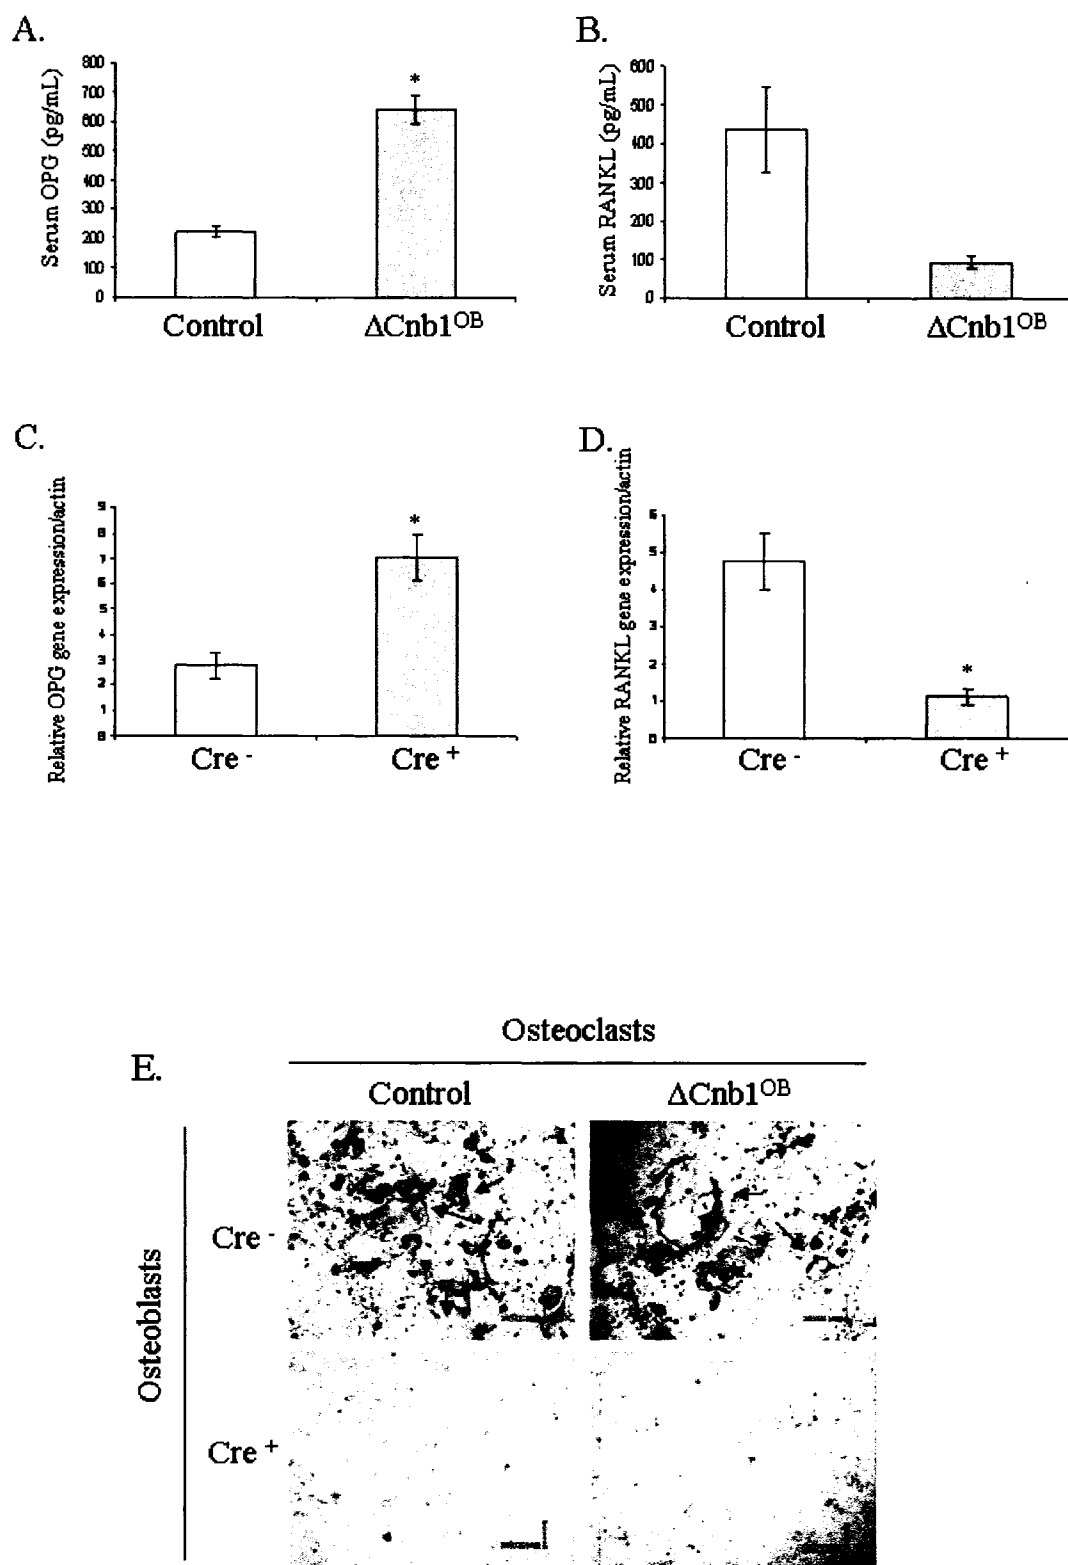 A.
Serum OPG (pg/mL)
800
700
600
500
400
300
200
100
0
*
Control
ΔCnb1OB
B.
Serum RANKL (pg/mL)
600
500
400
300
200
100
0
Control
ΔCnb1OB
C.
Relative OPG gene expression/actin
9
8
7
6
5
4
3
2
1
0
*
Cre -
Cre +
D.
Relative RANKL gene expression/actin
6
5
4
3
2
1
0
*
Cre -
Cre +
Osteoclasts
E.
Control
ΔCnb1OB
Osteoblasts
Cre -
Cre +